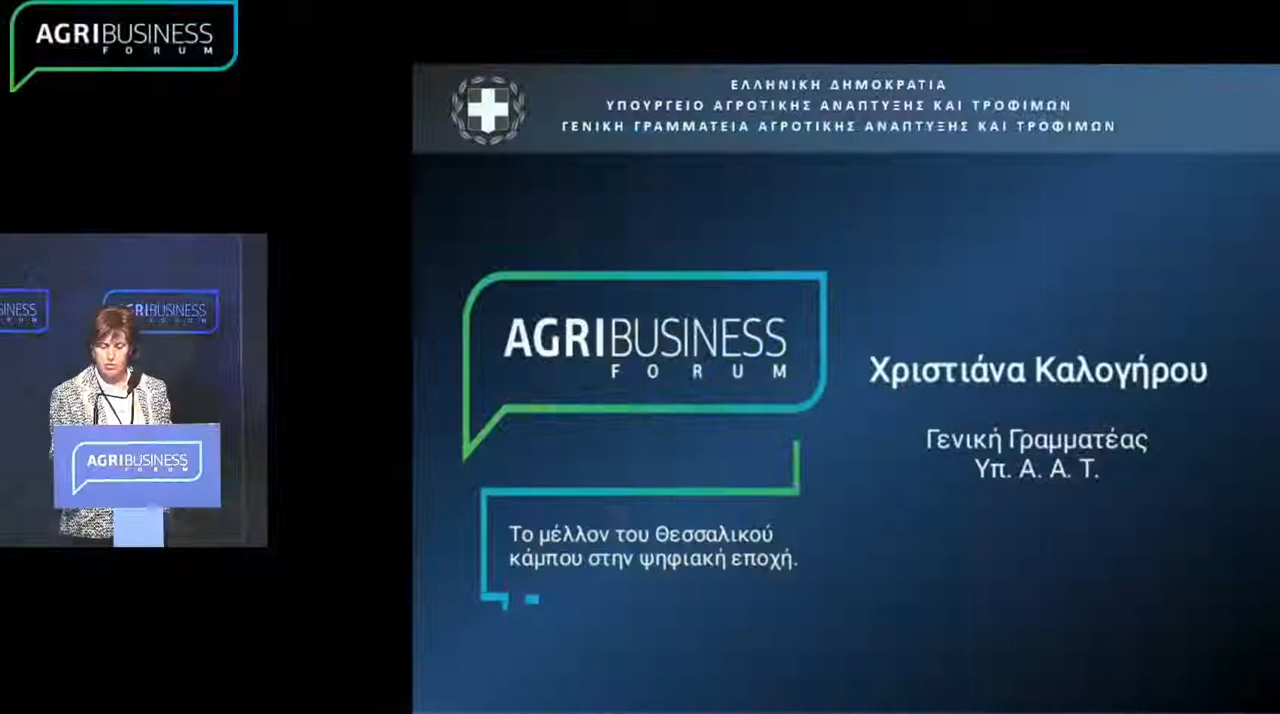 AGRIBUSINESS
FORUM
ΕΛΛΗΝΙΚΗ ΔΗΜΟΚΡΑΤΙΑ
ΥΠΟΥΡΓΕΙΟ ΑΓΡΟΤΙΚΗΣ ΑΝΑΠΤΥΞΗΣ ΚΑΙ ΤΡΟΦΙΜΩΝ
ΓΕΝΙΚΗ ΓΡΑΜΜΑΤΕΙΑ ΑΓΡΟΤΙΚΗΣ ΑΝΑΠΤΥΞΗΣ ΚΑΙ ΤΡΟΦΙΜΩΝ
AGRIBUSINESS
FORUM
Χριστιάνα Καλογήρου
Γενική Γραμματέας
Υπ. Α. Α. Τ.
Το μέλλον του Θεσσαλικού
κάμπου στην ψηφιακή εποχή.
AGRIBUSINESS
FORUM